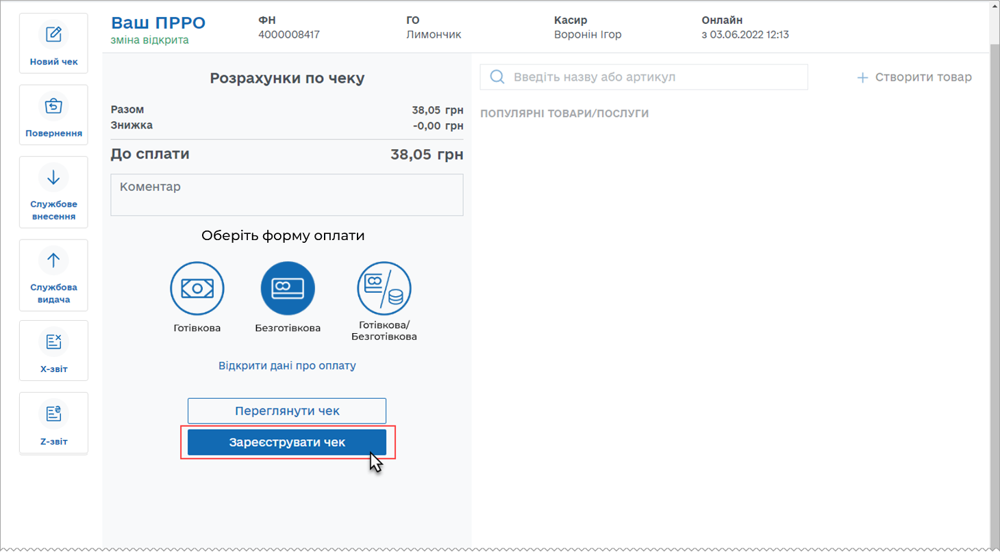 Новий чек
Повернення
Службове
внесення
Службова
видача
X-звіт
Z-звіт
Ваш ПРРО
зміна відкрита
ФН
4000008417
ГО
Лимончик
Касир
Воронін Ігор
Онлайн
з 03.06.2022 12:13
Розрахунки по чеку
Разом 38,05 грн
Знижка -0,00 грн
До сплати 38,05 грн
Коментар
Оберіть форму оплати
Готівкова
Безготівкова
Готівкова/
Безготівкова
Відкрити дані про оплату
Переглянути чек
Зареєструвати чек
Введіть назву або артикул
+ Створити товар
ПОПУЛЯРНІ ТОВАРИ/ПОСЛУГИ